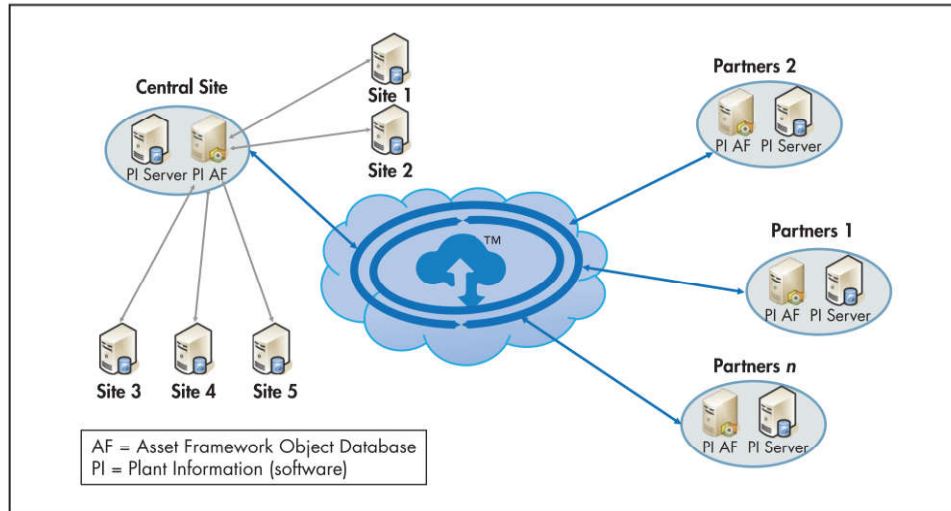 Central Site
PI Server PI AF
Site 1
Site 2
Site 3
Site 4
Site 5
TM
Partners 2
PI AF PI Server
Partners 1
PI AF PI Server
Partners n
PI AF PI Server
AF = Asset Framework Object Database
PI = Plant Information (software)